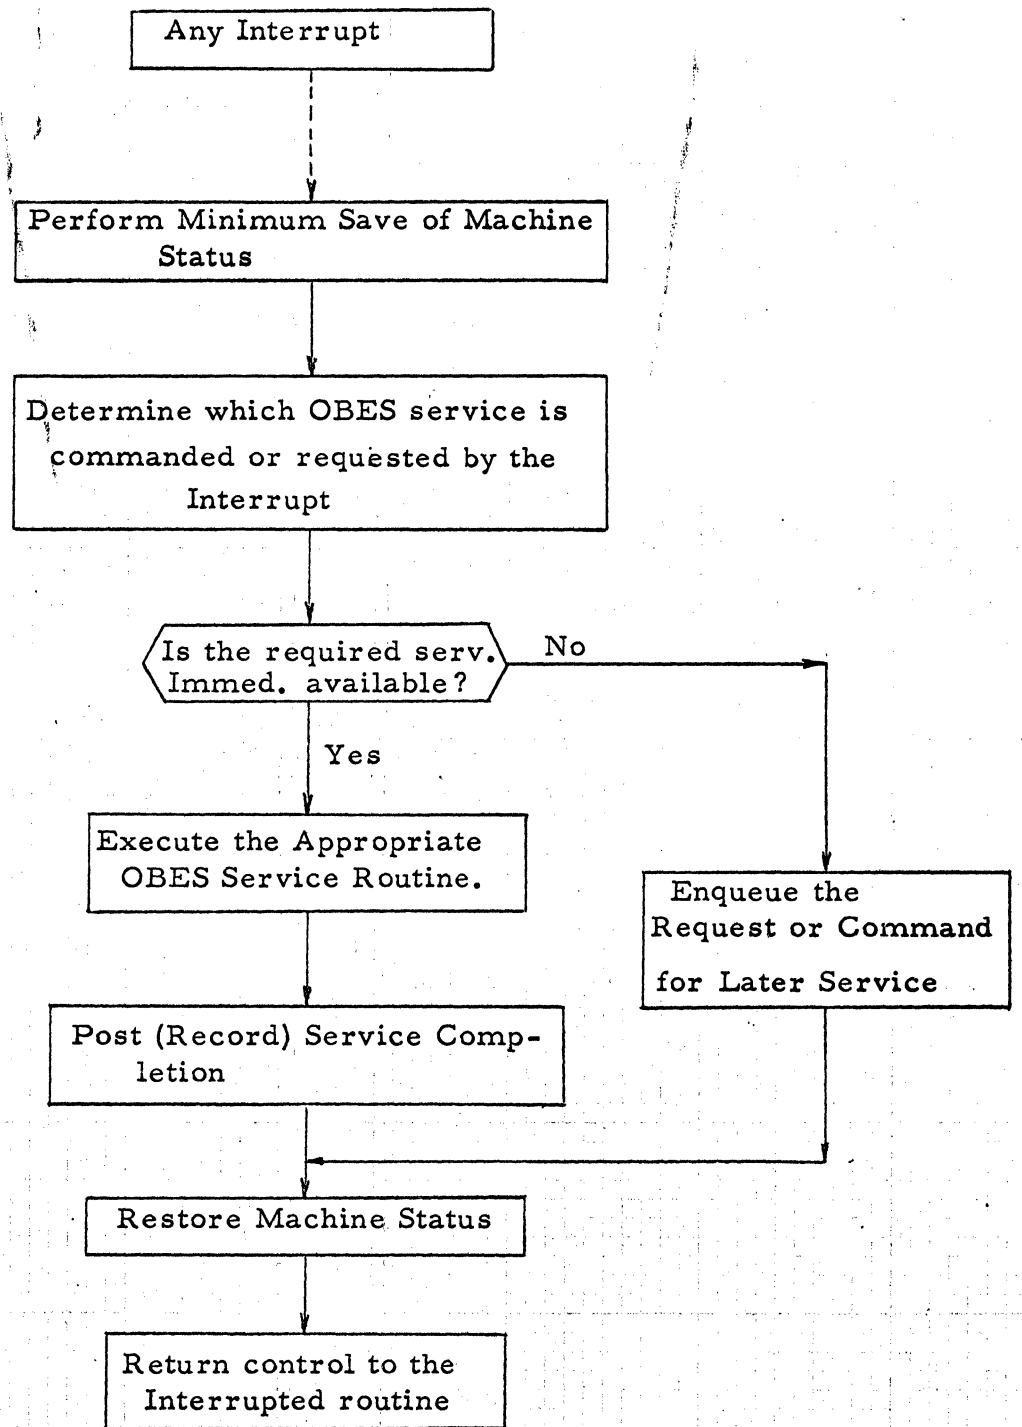 Any Interrupt
Perform Minimum Save of Machine
Status
Determine which OBES service is
commanded or requested by the
Interrupt
Is the required serv.
Immed. available?
No
Yes
Execute the Appropriate
OBES Service Routine.
Enqueue the
Request or Command
for Later Service
Post (Record) Service Comp-
letion
Restore Machine Status
Return control to the
Interrupted routine